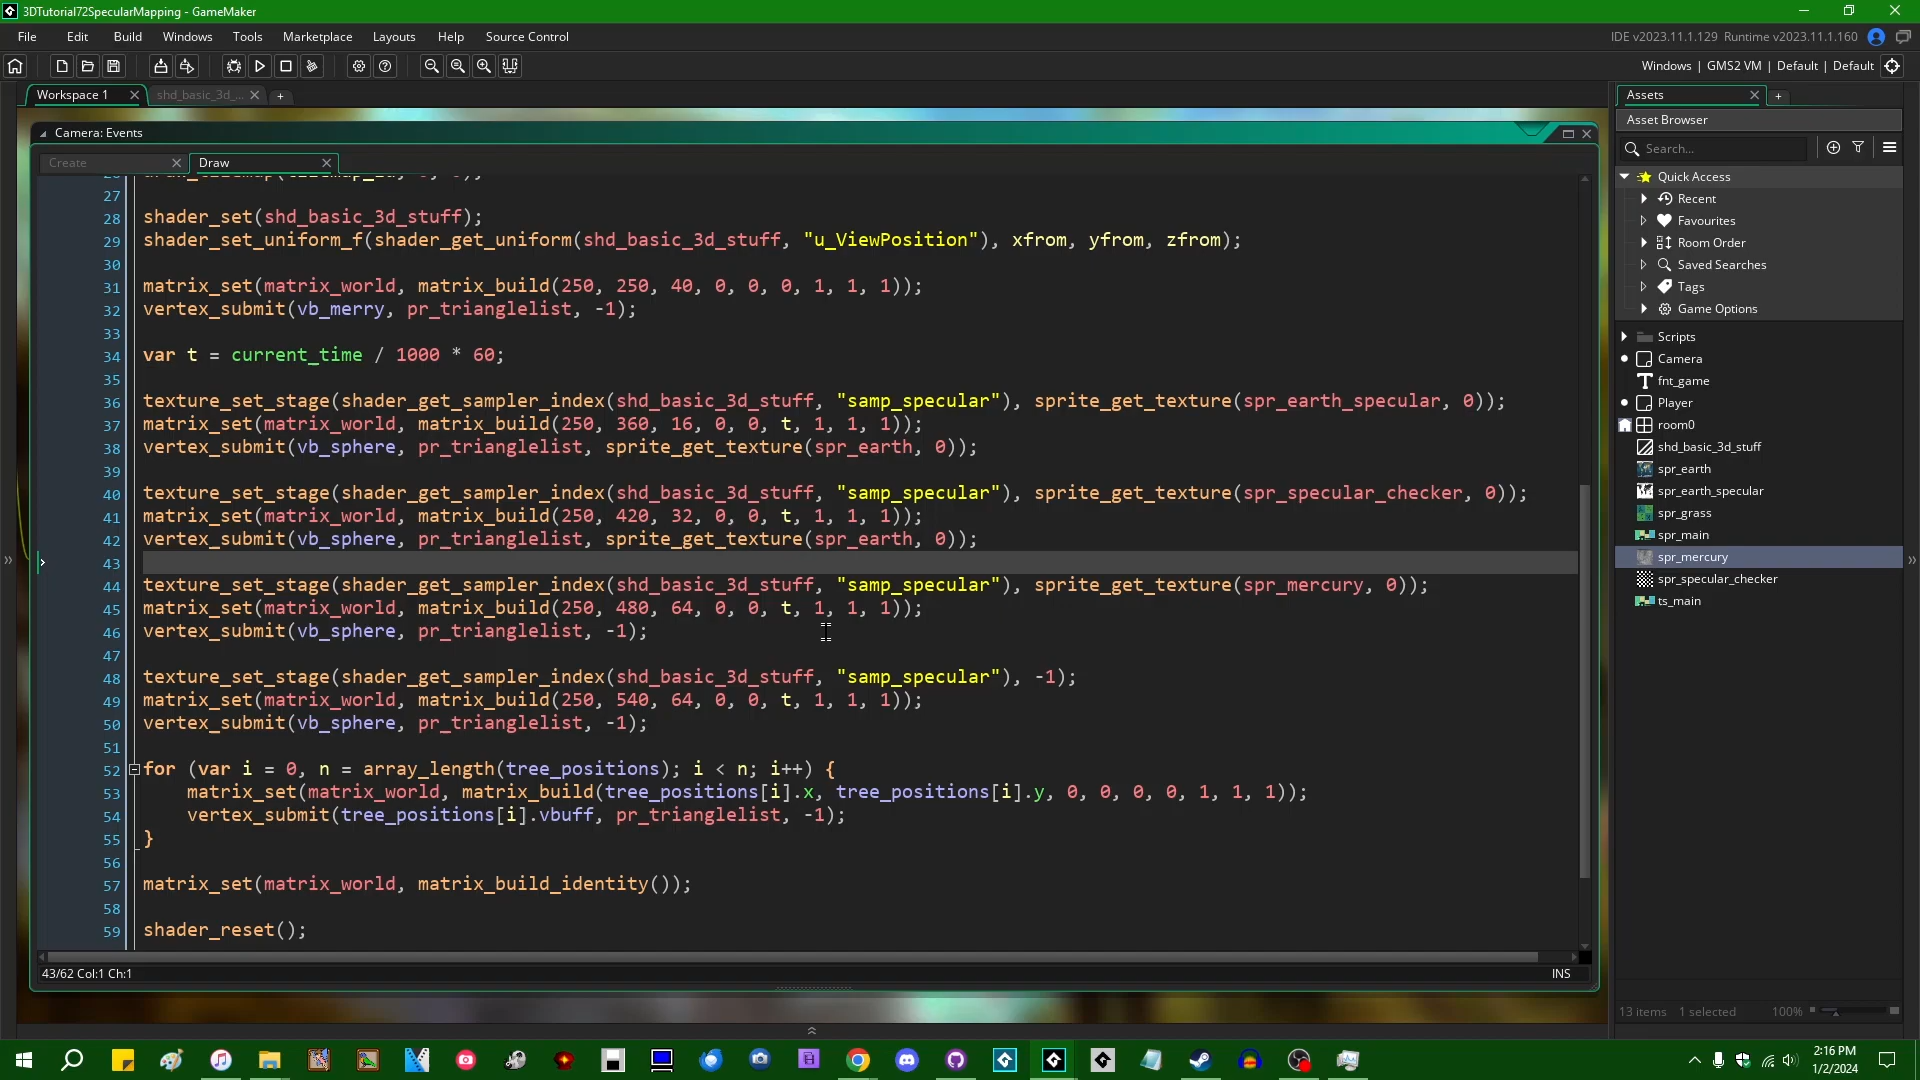 3DTutorial72SpecularMapping - GameMaker
File Edit Build Windows Tools Marketplace Layouts Help Source Control
IDE v2023.11.1.129 Runtime v2023.11.1.160
Windows | GMS2 VM | Default | Default
Workspace 1
shd_basic_3d_...
Camera: Events
Create
Draw
27
28 shader_set(shd_basic_3d_stuff);
29 shader_set_uniform_f(shader_get_uniform(shd_basic_3d_stuff, "u_ViewPosition"), xfrom, yfrom, zfrom);
30
31 matrix_set(matrix_world, matrix_build(250, 250, 40, 0, 0, 0, 1, 1, 1));
32 vertex_submit(vb_merry, pr_trianglelist, -1);
33
34 var t = current_time / 1000 * 60;
35
36 texture_set_stage(shader_get_sampler_index(shd_basic_3d_stuff, "samp_specular"), sprite_get_texture(spr_earth_specular, 0));
37 matrix_set(matrix_world, matrix_build(250, 360, 16, 0, 0, t, 1, 1, 1));
38 vertex_submit(vb_sphere, pr_trianglelist, sprite_get_texture(spr_earth, 0));
39
40 texture_set_stage(shader_get_sampler_index(shd_basic_3d_stuff, "samp_specular"), sprite_get_texture(spr_specular_checker, 0));
41 matrix_set(matrix_world, matrix_build(250, 420, 32, 0, 0, t, 1, 1, 1));
42 vertex_submit(vb_sphere, pr_trianglelist, sprite_get_texture(spr_earth, 0));
43
44 texture_set_stage(shader_get_sampler_index(shd_basic_3d_stuff, "samp_specular"), sprite_get_texture(spr_mercury, 0));
45 matrix_set(matrix_world, matrix_build(250, 480, 64, 0, 0, t, 1, 1, 1));
46 vertex_submit(vb_sphere, pr_trianglelist, -1);
47
48 texture_set_stage(shader_get_sampler_index(shd_basic_3d_stuff, "samp_specular"), -1);
49 matrix_set(matrix_world, matrix_build(250, 540, 64, 0, 0, t, 1, 1, 1));
50 vertex_submit(vb_sphere, pr_trianglelist, -1);
51
52 for (var i = 0, n = array_length(tree_positions); i < n; i++) {
53 matrix_set(matrix_world, matrix_build(tree_positions[i].x, tree_positions[i].y, 0, 0, 0, 0, 1, 1, 1));
54 vertex_submit(tree_positions[i].vbuff, pr_trianglelist, -1);
55 }
56
57 matrix_set(matrix_world, matrix_build_identity());
58
59 shader_reset();
43/62 Col:1 Ch:1
INS
Assets
Asset Browser
Search...
Quick Access
Recent
Favourites
Room Order
Saved Searches
Tags
Game Options
Scripts
Camera
fnt_game
Player
room0
shd_basic_3d_stuff
spr_earth
spr_earth_specular
spr_grass
spr_main
spr_mercury
spr_specular_checker
ts_main
13 items 1 selected 100%
2:16 PM
1/2/2024